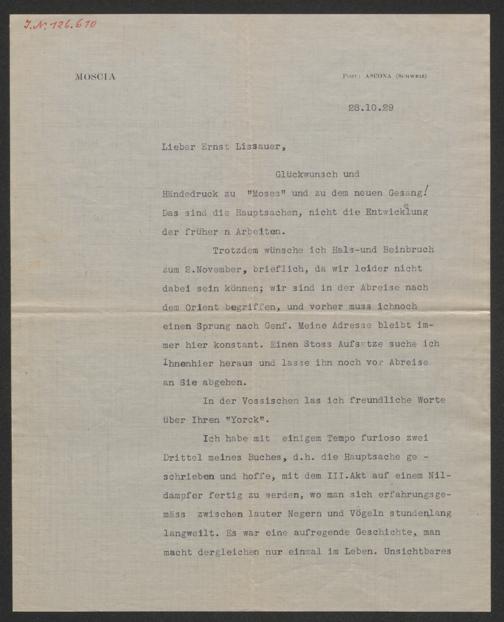 J.N. 126.610
MOSCIA
Post: ASCONA (Schweiz)
28.10.29
Lieber Ernst Lissauer,
Glückwunsch und
Händedruck zu "Moses" und zu dem neuen Gesang!
Das sind die Hauptsachen, nicht die Entwicklung
der früher n Arbeiten.
Trotzdem wünsche ich Hals-und Beinbruch
zum 2.November, brieflich, da wir leider nicht
dabei sein können; wir sind in der Abreise nach
dem Orient begriffen, und vorher muss ichnoch
einen Sprung nach Genf. Meine Adresse bleibt im-
mer hier konstant. Einen Stoss Aufsätze suche ich
Ihnenhier heraus und lasse ihn noch vor Abreise
an Sie abgehen.
In der Vossischen las ich freundliche Worte
über Ihren "Yorck".
Ich habe mit einigem Tempo furioso zwei
Drittel meines Buches, d.h. die Hauptsache ge -
schrieben und hoffe, mit dem III.Akt auf einem Nil-
dampfer fertig zu werden, wo man sich erfahrungsge-
mäss zwischen lauter Negern und Vögeln stundenlang
langweilt. Es war eine aufregende Geschichte, man
macht dergleichen nur einmal im Leben. Unsichtbares